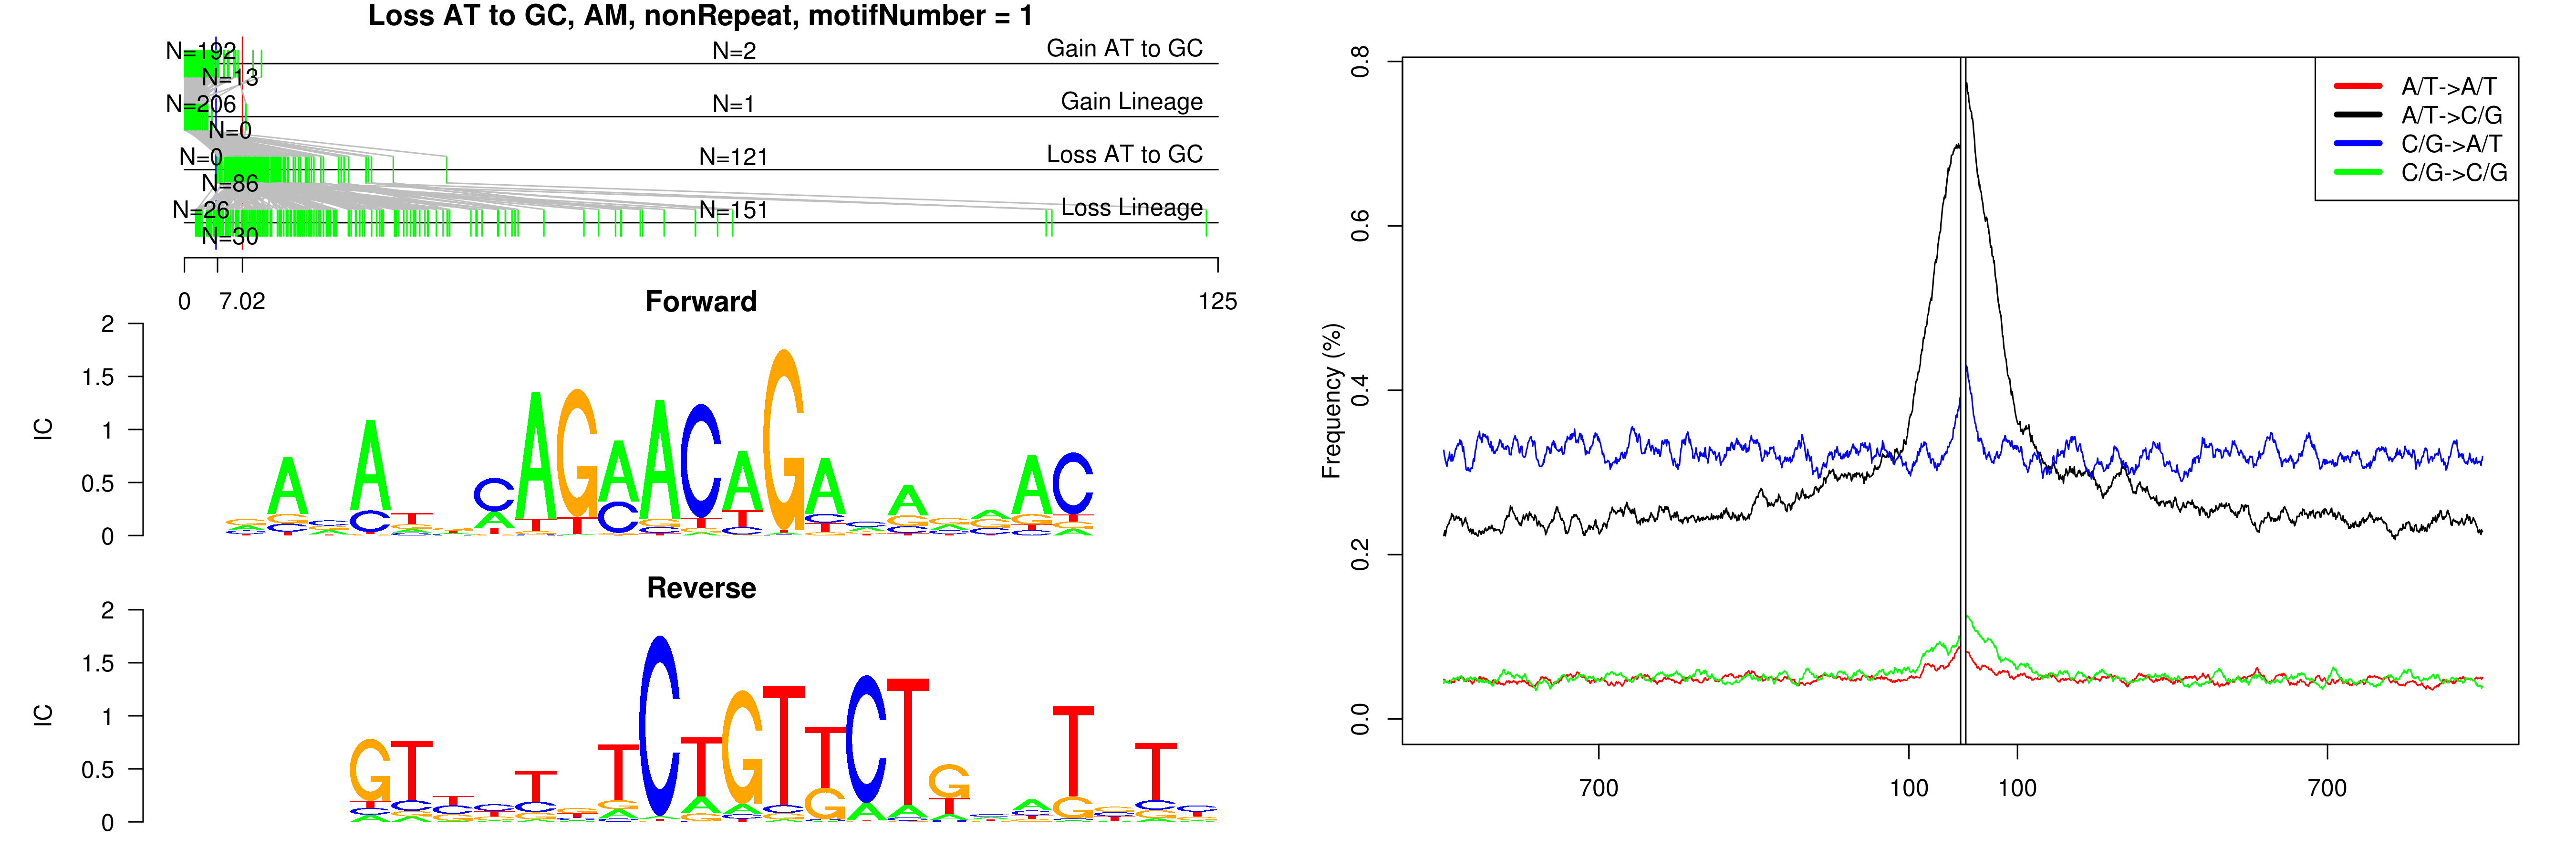 Loss AT to GC, AM, nonRepeat, motifNumber = 1
N=192 N=2 Gain AT to GC
N=13
N=206 N=1 Gain Lineage
N=0
N=0 N=121 Loss AT to GC
N=86
N=26 N=151 Loss Lineage
N=30
0 7.02 125
Forward
2
1.5
1
0.5
0
IC
Reverse
2
1.5
1
0.5
0
IC
0.8
0.6
0.4
0.2
0.0
Frequency (%)
A/T->A/T
A/T->C/G
C/G->A/T
C/G->C/G
700 100 100 700